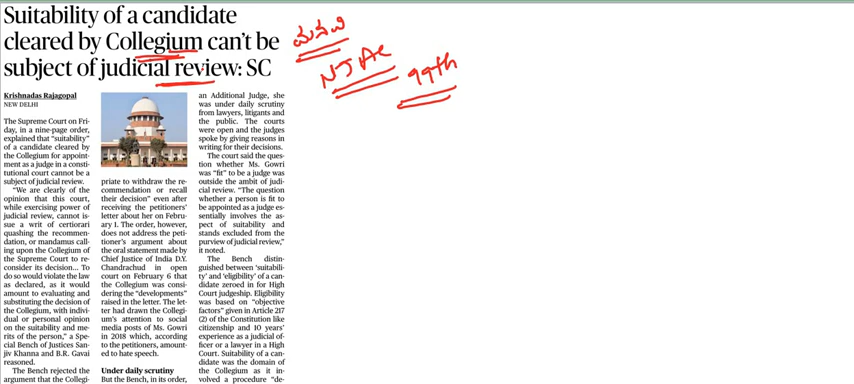 Suitability of a candidate
cleared by Collegium can't be
subject of judicial review: SC
NJAC
99th
Krishnadas Rajagopal
NEW DELHI
The Supreme Court on Fri-
day, in a nine-page order,
explained that “suitability”
of a candidate cleared by
the Collegium for appoint-
ment as a judge in a consti-
tutional court cannot be a
subject of judicial review.
“We are clearly of the
opinion that this court,
while exercising power of
judicial review, cannot is-
sue a writ of certiorari
quashing the recommen-
dation, or mandamus call-
ing upon the Collegium of
the Supreme Court to re-
consider its decision... To
do so would violate the law
as declared, as it would
amount to evaluating and
substituting the decision of
the Collegium, with individ-
ual or personal opinion
on the suitability and me-
rits of the person,” a Spe-
cial Bench of Justices San-
jiv Khanna and B.R. Gavai
reasoned.
The Bench rejected the
argument that the Collegi-
priate to withdraw the re-
commendation or recall
their decision” even after
receiving the petitioners'
letter about her on Febru-
ary 1. The order, however,
does not address the peti-
tioner's argument about
the oral statement made by
Chief Justice of India D.Y.
Chandrachud in open
court on February 6 that
the Collegium was consi-
dering the “developments”
raised in the letter. The let-
ter had drawn the Collegi-
um's attention to social
media posts of Ms. Gowri
in 2018 which, according
to the petitioners, amount-
ed to hate speech.
Under daily scrutiny
But the Bench, in its order,
an Additional Judge, she
was under daily scrutiny
from lawyers, litigants and
the public. The courts
were open and the judges
spoke by giving reasons in
writing for their decisions.
The court said the ques-
tion whether Ms. Gowri
was “fit” to be a judge was
outside the ambit of judi-
cial review. “The question
whether a person is fit to
be appointed as a judge es-
sentially involves the as-
pect of suitability and
stands excluded from the
purview of judicial review,”
it noted.
The Bench distin-
guished between ‘suitabili-
ty’ and ‘eligibility’ of a can-
didate zeroed in for High
Court judgeship. Eligibility
was based on “objective
factors” given in Article 217
(2) of the Constitution like
citizenship and 10 years'
experience as a judicial of-
ficer or a lawyer in a High
Court. Suitability of a can-
didate was the domain of
the Collegium as it in-
volved a procedure “de-